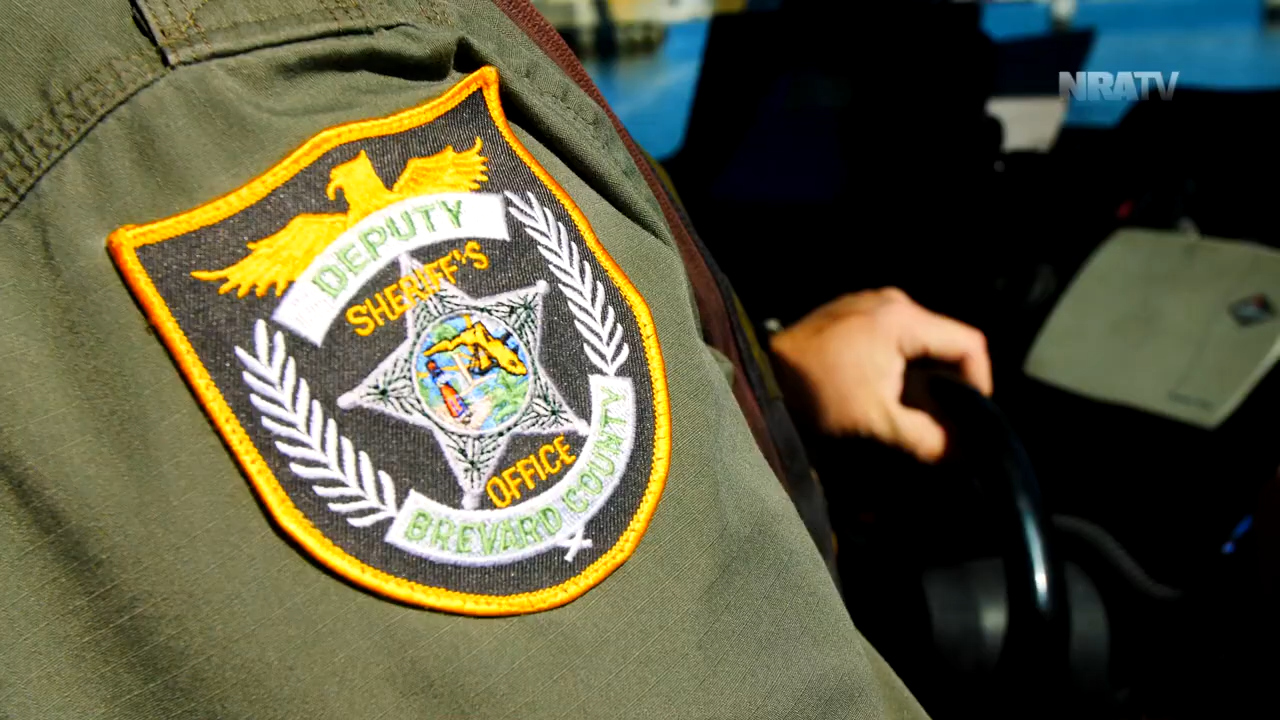 NRATV
DEPUTY
SHERIFF'S
OFFICE
BREVARD COUNTY